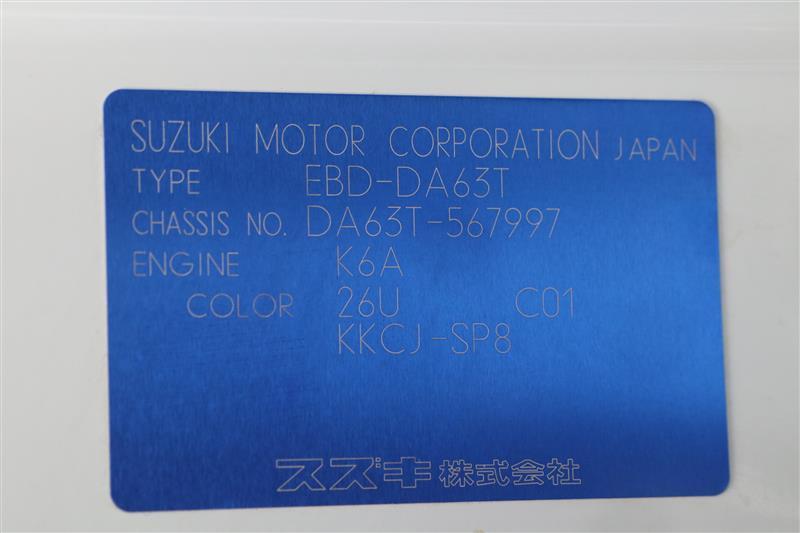 SUZUKI MOTOR CORPORATION JAPAN
TYPE EBD-DA63T
CHASSIS NO. DA63T-567997
ENGINE K6A
COLOR 26U C01
KKCJ-SP8
スズキ株式会社